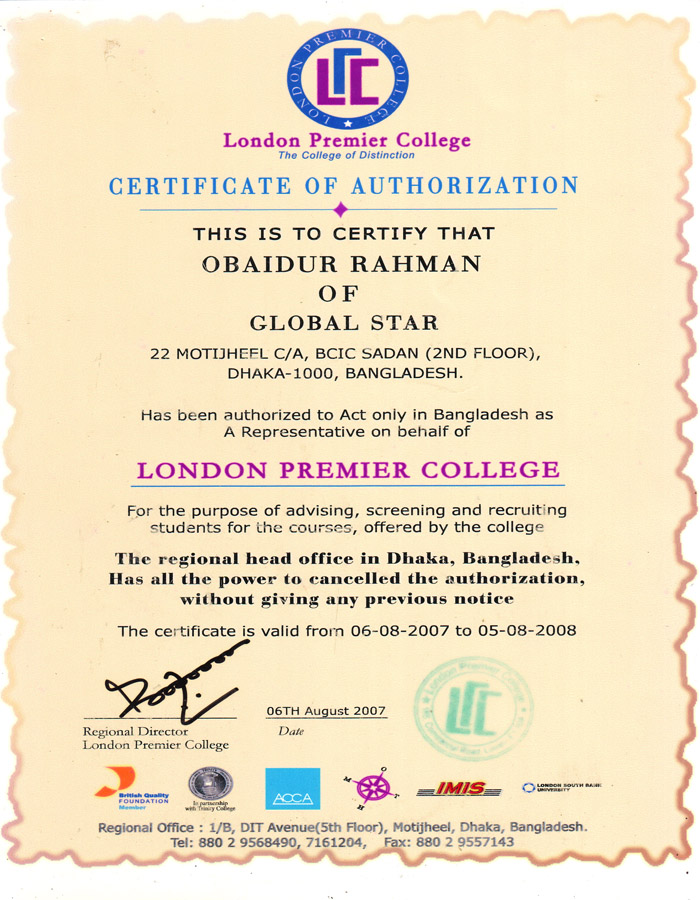 LONDON PREMIER COLLEGE
LPC
London Premier College
The College of Distinction
CERTIFICATE OF AUTHORIZATION
THIS IS TO CERTIFY THAT
OBAIDUR RAHMAN
OF
GLOBAL STAR
22 MOTIJHEEL C/A, BCIC SADAN (2ND FLOOR),
DHAKA-1000, BANGLADESH.
Has been authorized to Act only in Bangladesh as
A Representative on behalf of
LONDON PREMIER COLLEGE
For the purpose of advising, screening and recruiting
students for the courses, offered by the college
The regional head office in Dhaka, Bangladesh,
Has all the power to cancelled the authorization,
without giving any previous notice
The certificate is valid from 06-08-2007 to 05-08-2008
06TH August 2007
Regional Director
Date
London Premier College
London Premier College
LPC
British Quality
FOUNDATION
Member
In partnership
with Trinity College
ACCA
IMIS
LONDON SOUTH BANK
UNIVERSITY
Regional Office : 1/B, DIT Avenue(5th Floor), Motijheel, Dhaka, Bangladesh.
Tel: 880 2 9568490, 7161204, Fax: 880 2 9557143